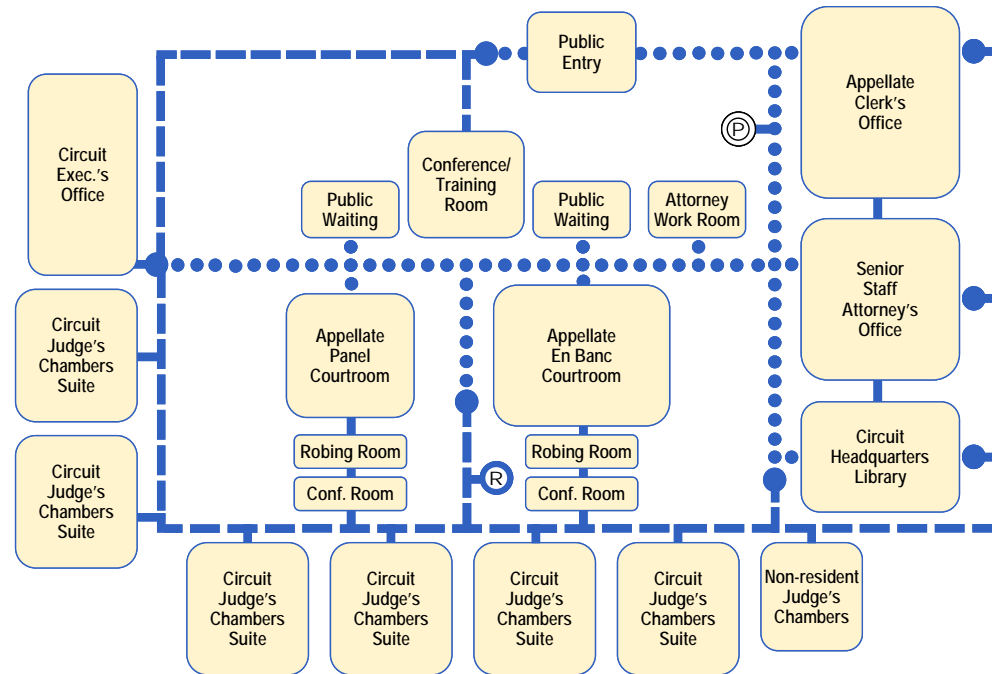 Public
Entry
Appellate
Clerk's
Office
P
Circuit
Exec.'s
Office
Conference/
Training
Room
Public
Waiting
Public
Waiting
Attorney
Work Room
Senior
Staff
Attorney's
Office
Circuit
Judge's
Chambers
Suite
Appellate
Panel
Courtroom
Appellate
En Banc
Courtroom
Circuit
Headquarters
Library
Robing Room
Robing Room
Circuit
Judge's
Chambers
Suite
R
Conf. Room
Conf. Room
Circuit
Judge's
Chambers
Suite
Circuit
Judge's
Chambers
Suite
Circuit
Judge's
Chambers
Suite
Circuit
Judge's
Chambers
Suite
Non-resident
Judge's
Chambers